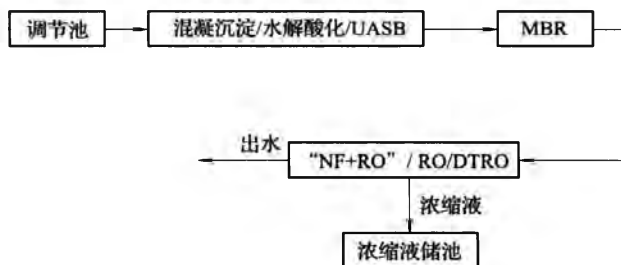 调节池
混凝沉淀/水解酸化/UASB
MBR
出水
“NF+RO” / RO/DTRO
浓缩液
浓缩液储池